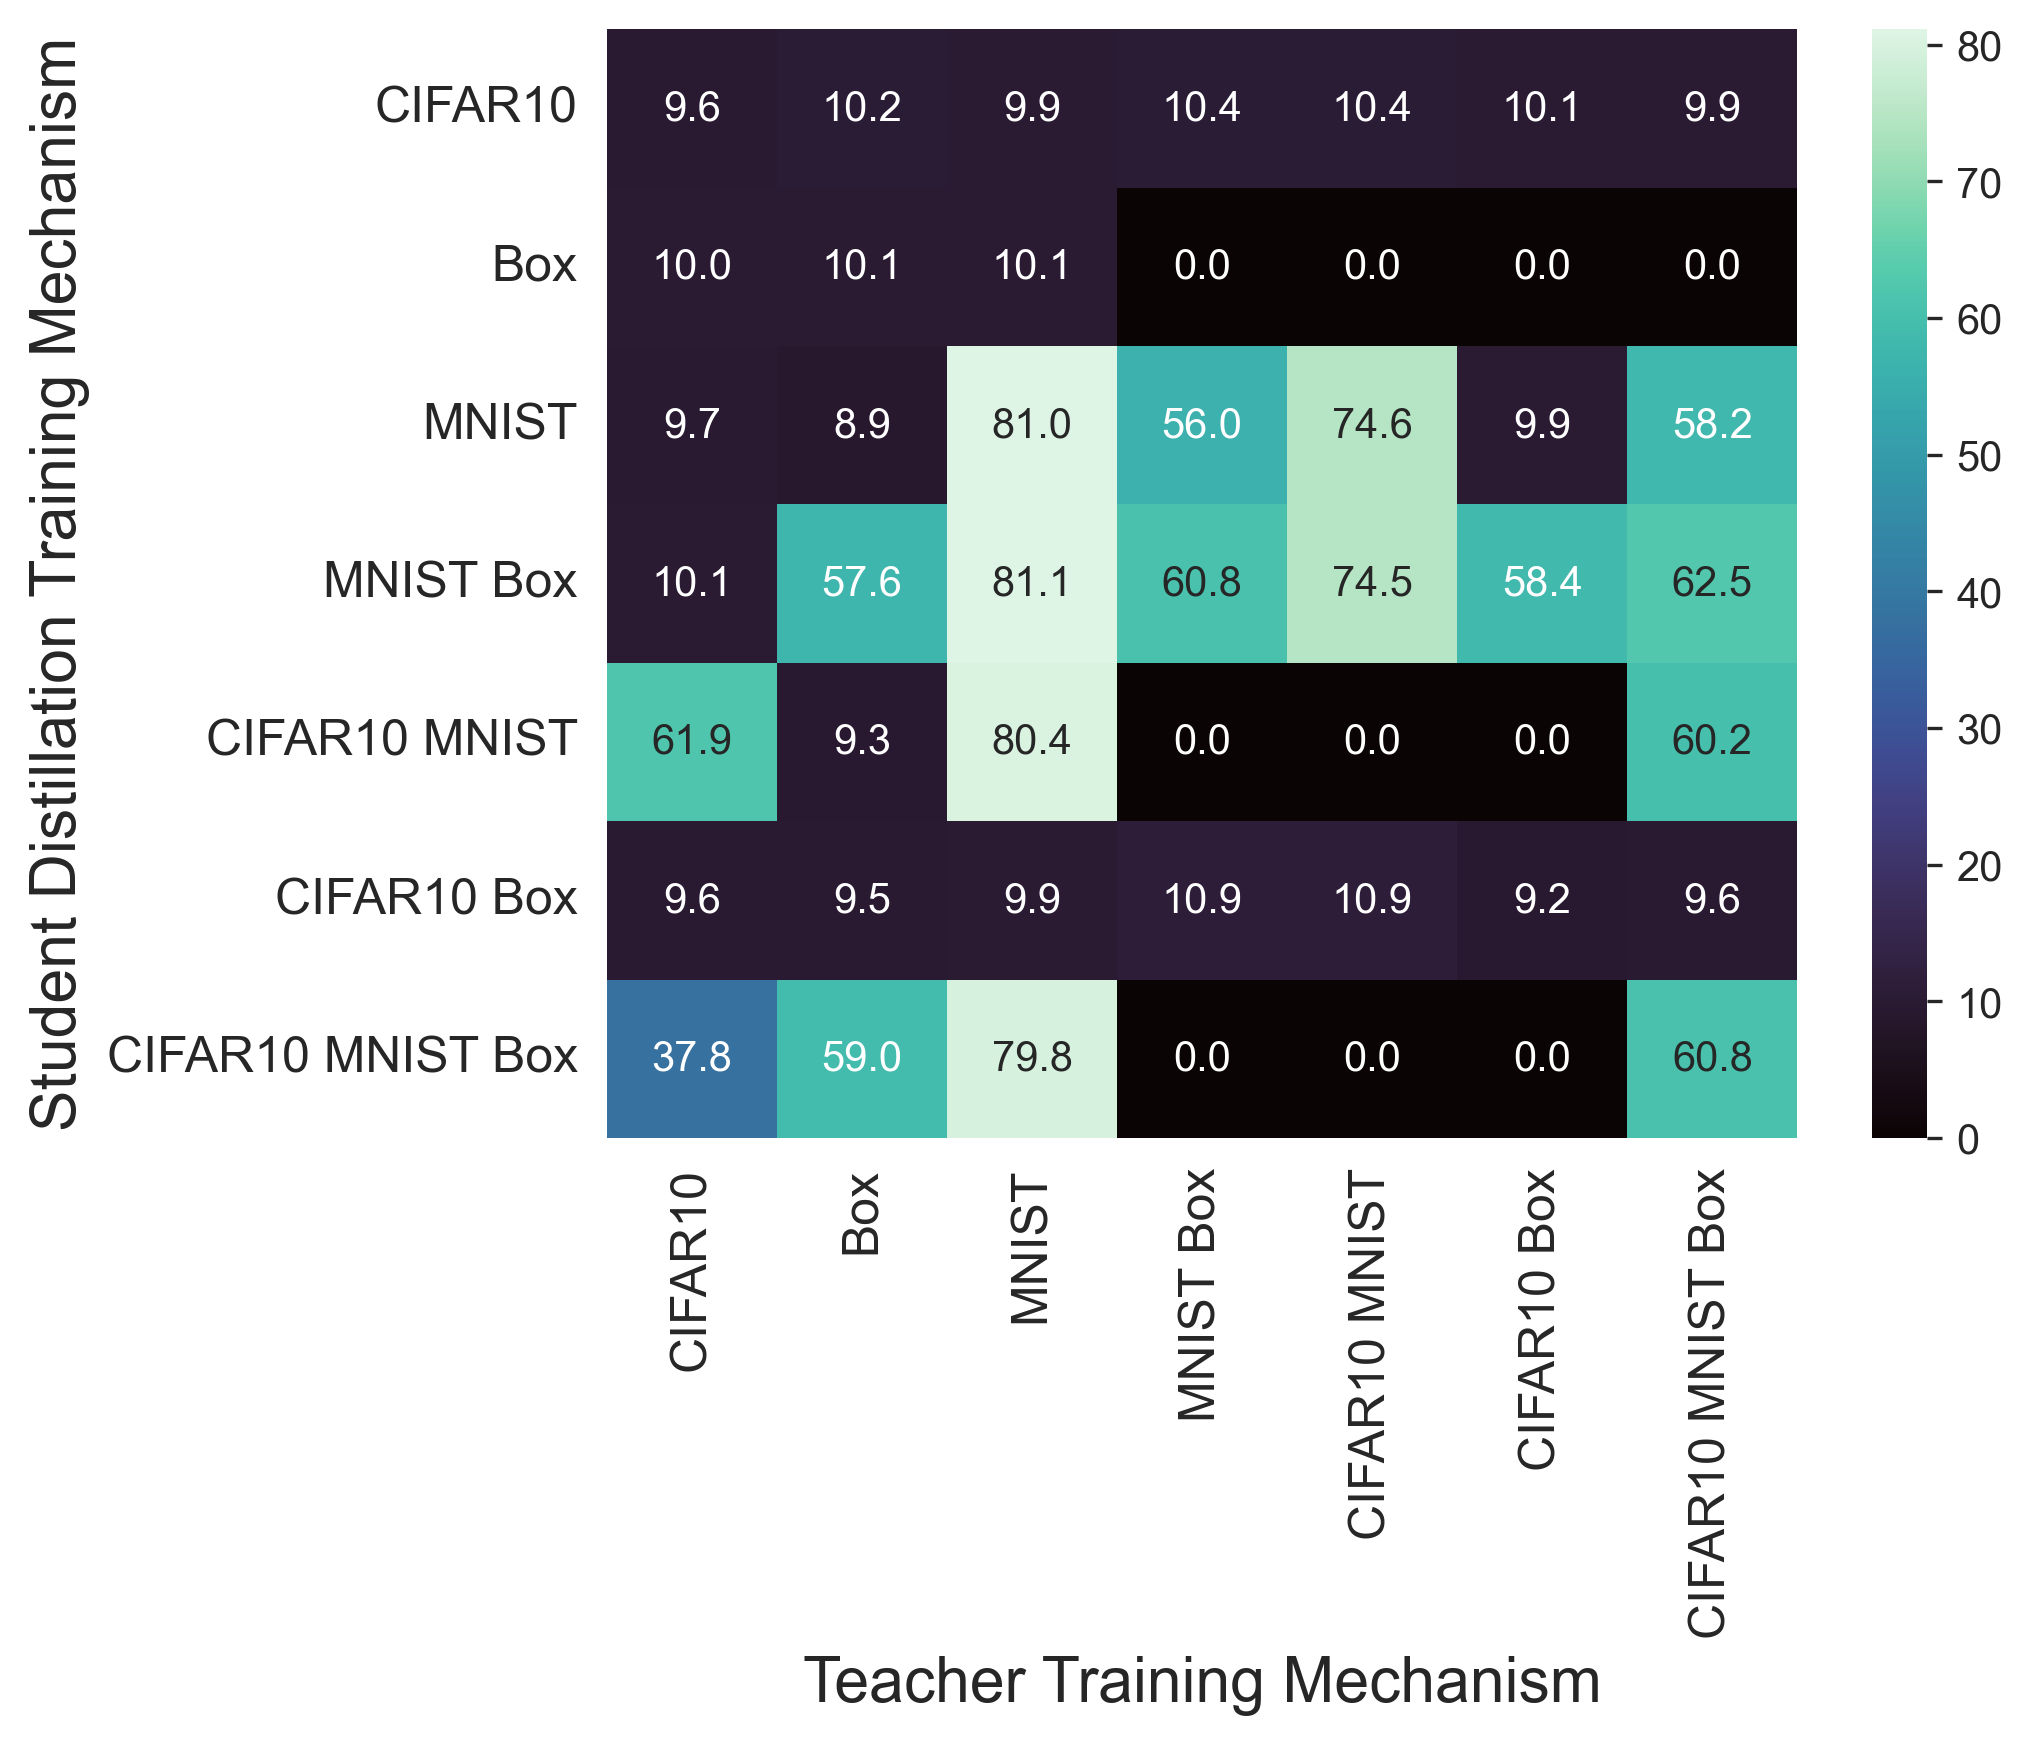 Student Distillation Training Mechanism
CIFAR10 9.6 10.2 9.9 10.4 10.4 10.1 9.9
Box 10.0 10.1 10.1 0.0 0.0 0.0 0.0
MNIST 9.7 8.9 81.0 56.0 74.6 9.9 58.2
MNIST Box 10.1 57.6 81.1 60.8 74.5 58.4 62.5
CIFAR10 MNIST 61.9 9.3 80.4 0.0 0.0 0.0 60.2
CIFAR10 Box 9.6 9.5 9.9 10.9 10.9 9.2 9.6
CIFAR10 MNIST Box 37.8 59.0 79.8 0.0 0.0 0.0 60.8
CIFAR10
Box
MNIST
MNIST Box
CIFAR10 MNIST
CIFAR10 Box
CIFAR10 MNIST Box
Teacher Training Mechanism
80
70
60
50
40
30
20
10
0